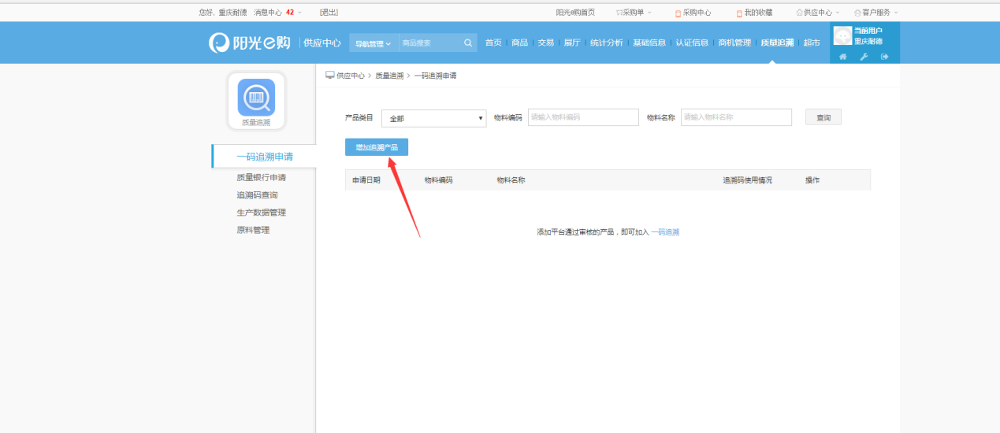 您好, 重庆耐德 消息中心 42 [退出] 阳光e购首页 采购单 采购中心 我的收藏 供应中心 客户服务
阳光e购 供应中心 导航管理 商品搜索 首页 商品 交易 展厅 统计分析 基础信息 认证信息 商机管理 质量追溯 超市
当前用户
重庆耐德
供应中心 > 质量追溯 > 一码追溯申请
质量追溯
产品类目 全部 物料编码 请输入物料编码 物料名称 请输入物料名称 查询
增加追溯产品
一码追溯申请
质量银行申请
追溯码查询
生产数据管理
原料管理
申请日期 物料编码 物料名称 追溯码使用情况 操作
添加平台通过审核的产品，即可加入 一码追溯